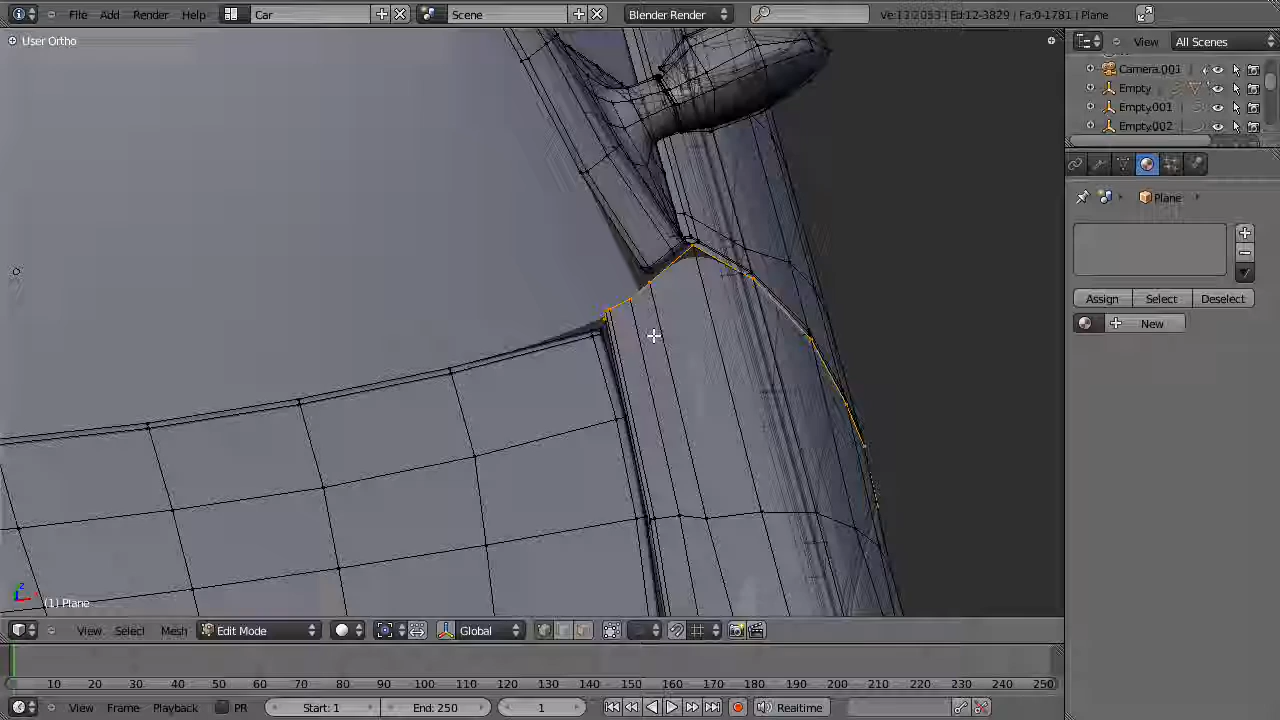 File Add Render Help Car Scene Blender Render Ed:12-3829 | Fa:0-1781 | Plane
User Ortho
View All Scenes
Camera.001
Empty
Empty.001
Empty.002
Plane
Assign Select Deselect
New
(1) Plane
View Select Mesh Edit Mode Global
10 20 30 40 50 60 70 80 90 100 110 120 130 140 150 160 170 180 190 200 210 220 230 240 250
View Frame Playback PR Start: 1 End: 250 1 Realtime